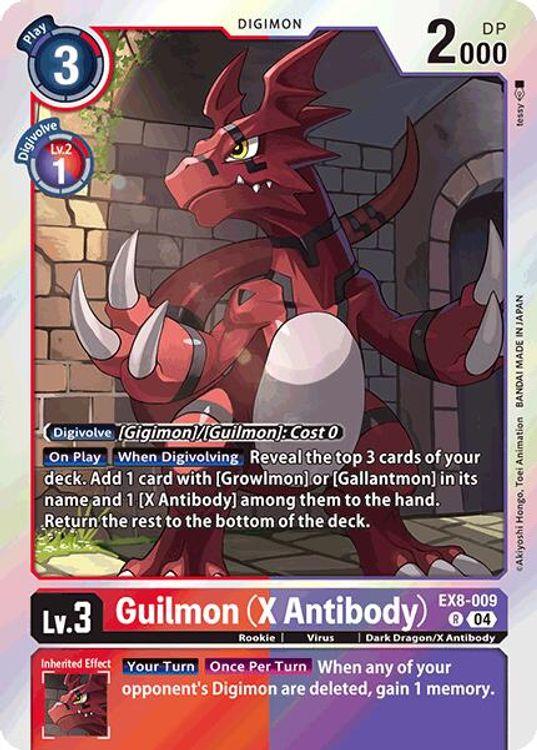 DIGIMON
Play
3
DP
2000
Digivolve
Lv.2
1
tessy
Digivolve [Gigimon]/[Guilmon]: Cost 0
On Play When Digivolving Reveal the top 3 cards of your
deck. Add 1 card with [Growlmon] or [Gallantmon] in its
name and 1 [X Antibody] among them to the hand.
Return the rest to the bottom of the deck.
©Akiyoshi Hongo, Toei Animation BANDAI MADE IN JAPAN
Lv.3
Guilmon (X Antibody)
EX8-009
R 04
Rookie | Virus | Dark Dragon/X Antibody
Inherited Effect
Your Turn Once Per Turn When any of your
opponent's Digimon are deleted, gain 1 memory.